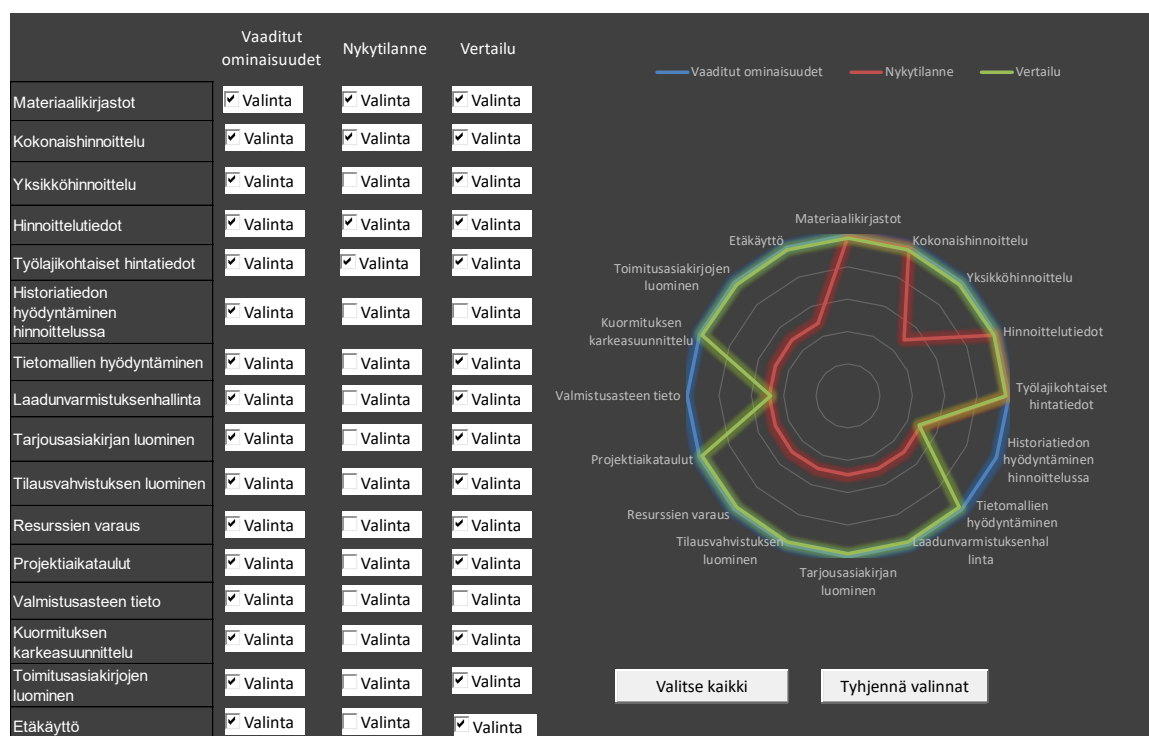 Vaaditut
ominaisuudet
Nykytilanne
Vertailu
Materiaalikirjastot
Valinta
Valinta
Valinta
Kokonaishinnoittelu
Valinta
Valinta
Valinta
Yksikköhinnoittelu
Valinta
Valinta
Valinta
Hinnoittelutiedot
Valinta
Valinta
Valinta
Työlajikohtaiset hintatiedot
Valinta
Valinta
Valinta
Historiatiedon
hyödyntäminen
hinnoittelussa
Valinta
Valinta
Valinta
Tietomallien hyödyntäminen
Valinta
Valinta
Valinta
Laadunvarmistuksenhallinta
Valinta
Valinta
Valinta
Tarjousasiakirjan luominen
Valinta
Valinta
Valinta
Tilausvahvistuksen luominen
Valinta
Valinta
Valinta
Resurssien varaus
Valinta
Valinta
Valinta
Projektiaikataulut
Valinta
Valinta
Valinta
Valmistusasteen tieto
Valinta
Valinta
Valinta
Kuormituksen
karkeasuunnittelu
Valinta
Valinta
Valinta
Toimitusasiakirjojen
luominen
Valinta
Valinta
Valinta
Etäkäyttö
Valinta
Valinta
Valinta
Vaaditut ominaisuudet
Nykytilanne
Vertailu
Materiaalikirjastot
Kokonaishinnoittelu
Yksikköhinnoittelu
Hinnoittelutiedot
Työlajikohtaiset
hintatiedot
Historiatiedon
hyödyntäminen
hinnoittelussa
Tietomallien
hyödyntäminen
Laadunvarmistuksenhal
linta
Tarjousasiakirjan
luominen
Tilausvahvistuksen
luominen
Resurssien varaus
Projektiaikataulut
Valmistusasteen tieto
Kuormituksen
karkeasuunnittelu
Toimitusasiakirjojen
luominen
Etäkäyttö
Valitse kaikki
Tyhjennä valinnat